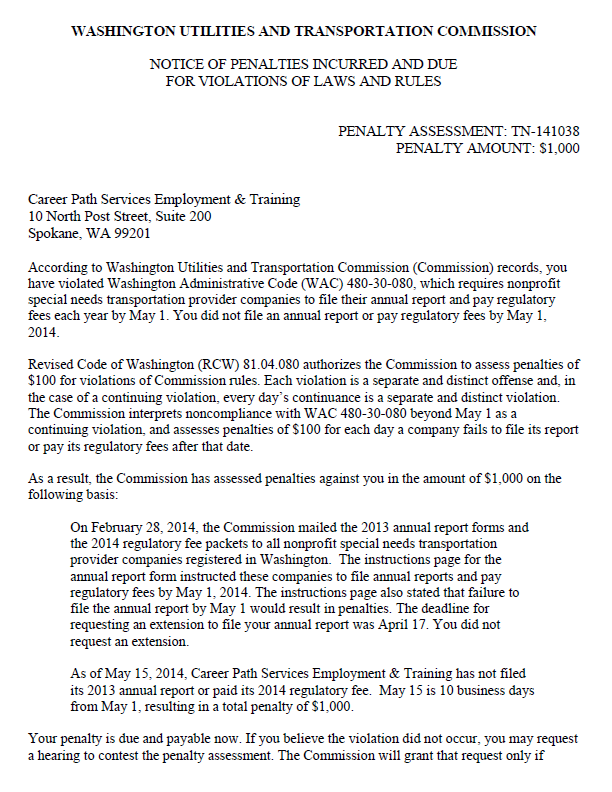 WASHINGTON UTILITIES AND TRANSPORTATION COMMISSION
NOTICE OF PENALTIES INCURRED AND DUE
FOR VIOLATIONS OF LAWS AND RULES
PENALTY ASSESSMENT: TN-141038
PENALTY AMOUNT: $1,000
Career Path Services Employment & Training
10 North Post Street, Suite 200
Spokane, WA 99201
According to Washington Utilities and Transportation Commission (Commission) records, you
have violated Washington Administrative Code (WAC) 480-30-080, which requires nonprofit
special needs transportation provider companies to file their annual report and pay regulatory
fees each year by May 1. You did not file an annual report or pay regulatory fees by May 1,
2014.
Revised Code of Washington (RCW) 81.04.080 authorizes the Commission to assess penalties of
$100 for violations of Commission rules. Each violation is a separate and distinct offense and, in
the case of a continuing violation, every day's continuance is a separate and distinct violation.
The Commission interprets noncompliance with WAC 480-30-080 beyond May 1 as a
continuing violation, and assesses penalties of $100 for each day a company fails to file its report
or pay its regulatory fees after that date.
As a result, the Commission has assessed penalties against you in the amount of $1,000 on the
following basis:
On February 28, 2014, the Commission mailed the 2013 annual report forms and
the 2014 regulatory fee packets to all nonprofit special needs transportation
provider companies registered in Washington.  The instructions page for the
annual report form instructed these companies to file annual reports and pay
regulatory fees by May 1, 2014. The instructions page also stated that failure to
file the annual report by May 1 would result in penalties. The deadline for
requesting an extension to file your annual report was April 17. You did not
request an extension.
As of May 15, 2014, Career Path Services Employment & Training has not filed
its 2013 annual report or paid its 2014 regulatory fee.  May 15 is 10 business days
from May 1, resulting in a total penalty of $1,000.
Your penalty is due and payable now. If you believe the violation did not occur, you may request
a hearing to contest the penalty assessment. The Commission will grant that request only if